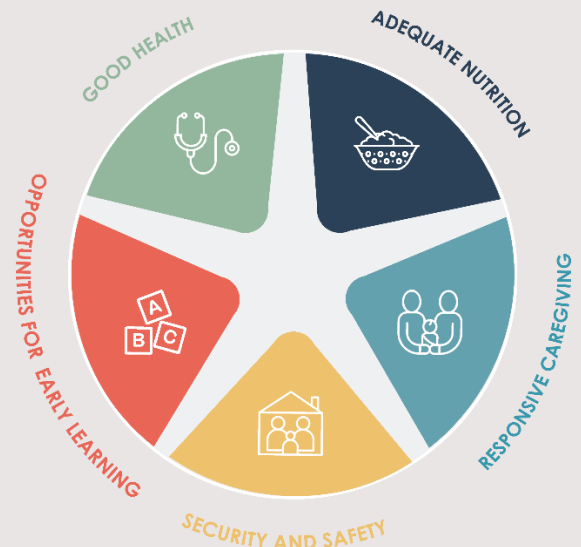 GOOD HEALTH
ADEQUATE NUTRITION
RESPONSIVE CAREGIVING
SECURITY AND SAFETY
OPPORTUNITIES FOR EARLY LEARNING
A
B C